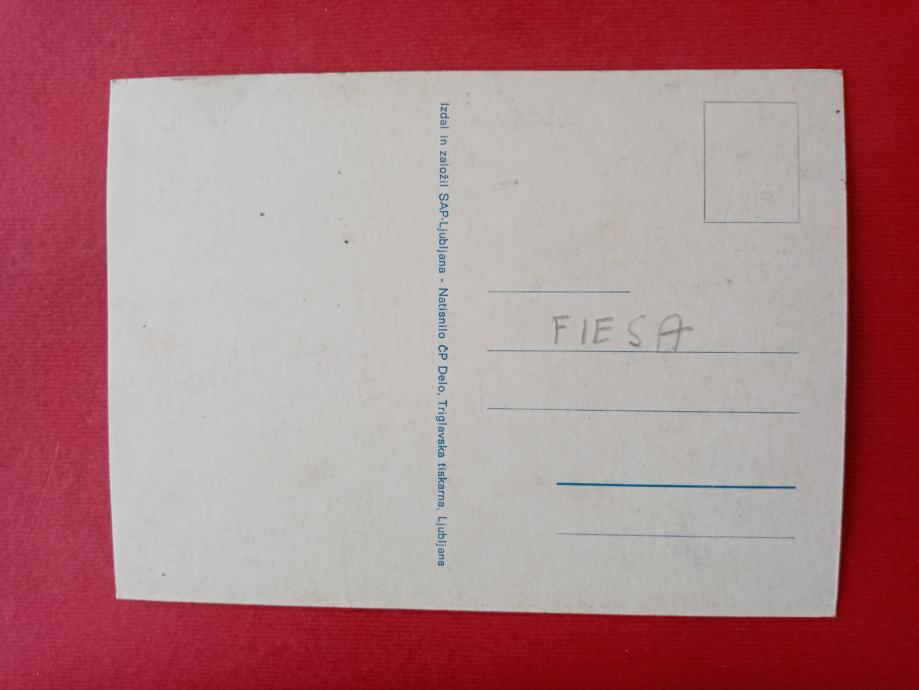 Izdal in založil SAP-Ljubljana - Natisnilo ČP Delo, Triglavska tiskarna, Ljubljana
FIESA